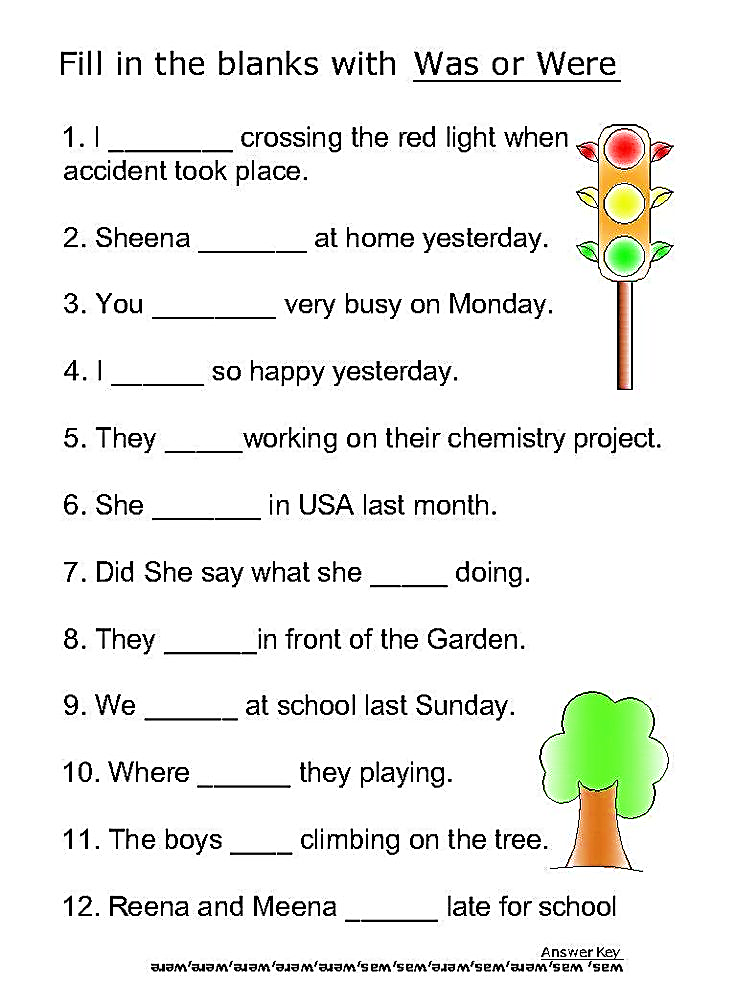 Fill in the blanks with Was or Were
1. I ________ crossing the red light when
accident took place.
2. Sheena _______ at home yesterday.
3. You ________ very busy on Monday.
4. I ______ so happy yesterday.
5. They _____working on their chemistry project.
6. She _______ in USA last month.
7. Did She say what she _____ doing.
8. They ______in front of the Garden.
9. We ______ at school last Sunday.
10. Where ______ they playing.
11. The boys ____ climbing on the tree.
12. Reena and Meena ______ late for school
Answer Key
was, was,were,was,were,was,was,were,were,were,were,were